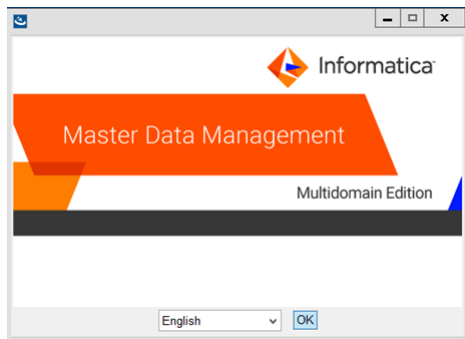 Informatica
Master Data Management
Multidomain Edition
English
OK